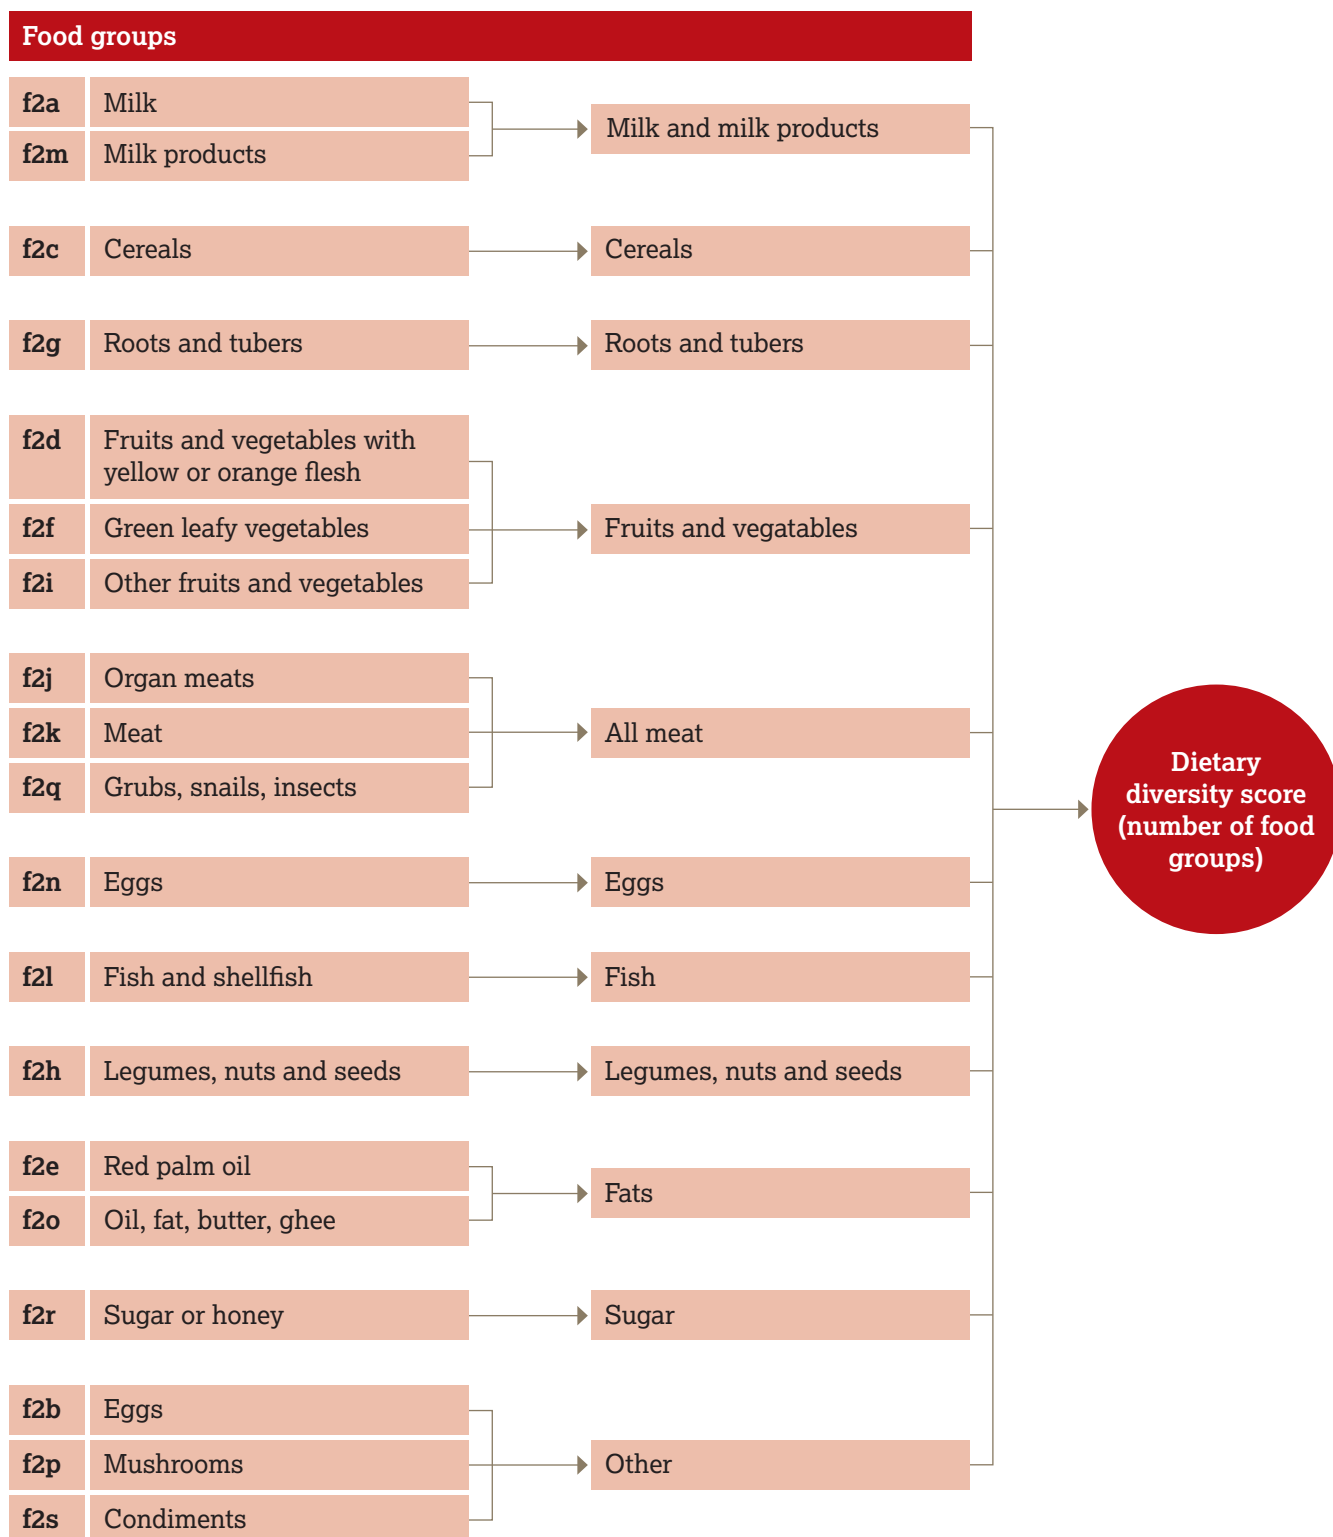 Food groups
f2a Milk
f2m Milk products
Milk and milk products
f2c Cereals
Cereals
f2g Roots and tubers
Roots and tubers
f2d Fruits and vegetables with
yellow or orange flesh
f2f Green leafy vegetables
f2i Other fruits and vegetables
Fruits and vegatables
f2j Organ meats
f2k Meat
f2q Grubs, snails, insects
All meat
f2n Eggs
Eggs
f2l Fish and shellfish
Fish
f2h Legumes, nuts and seeds
Legumes, nuts and seeds
f2e Red palm oil
f2o Oil, fat, butter, ghee
Fats
f2r Sugar or honey
Sugar
f2b Eggs
f2p Mushrooms
f2s Condiments
Other
Dietary
diversity score
(number of food
groups)